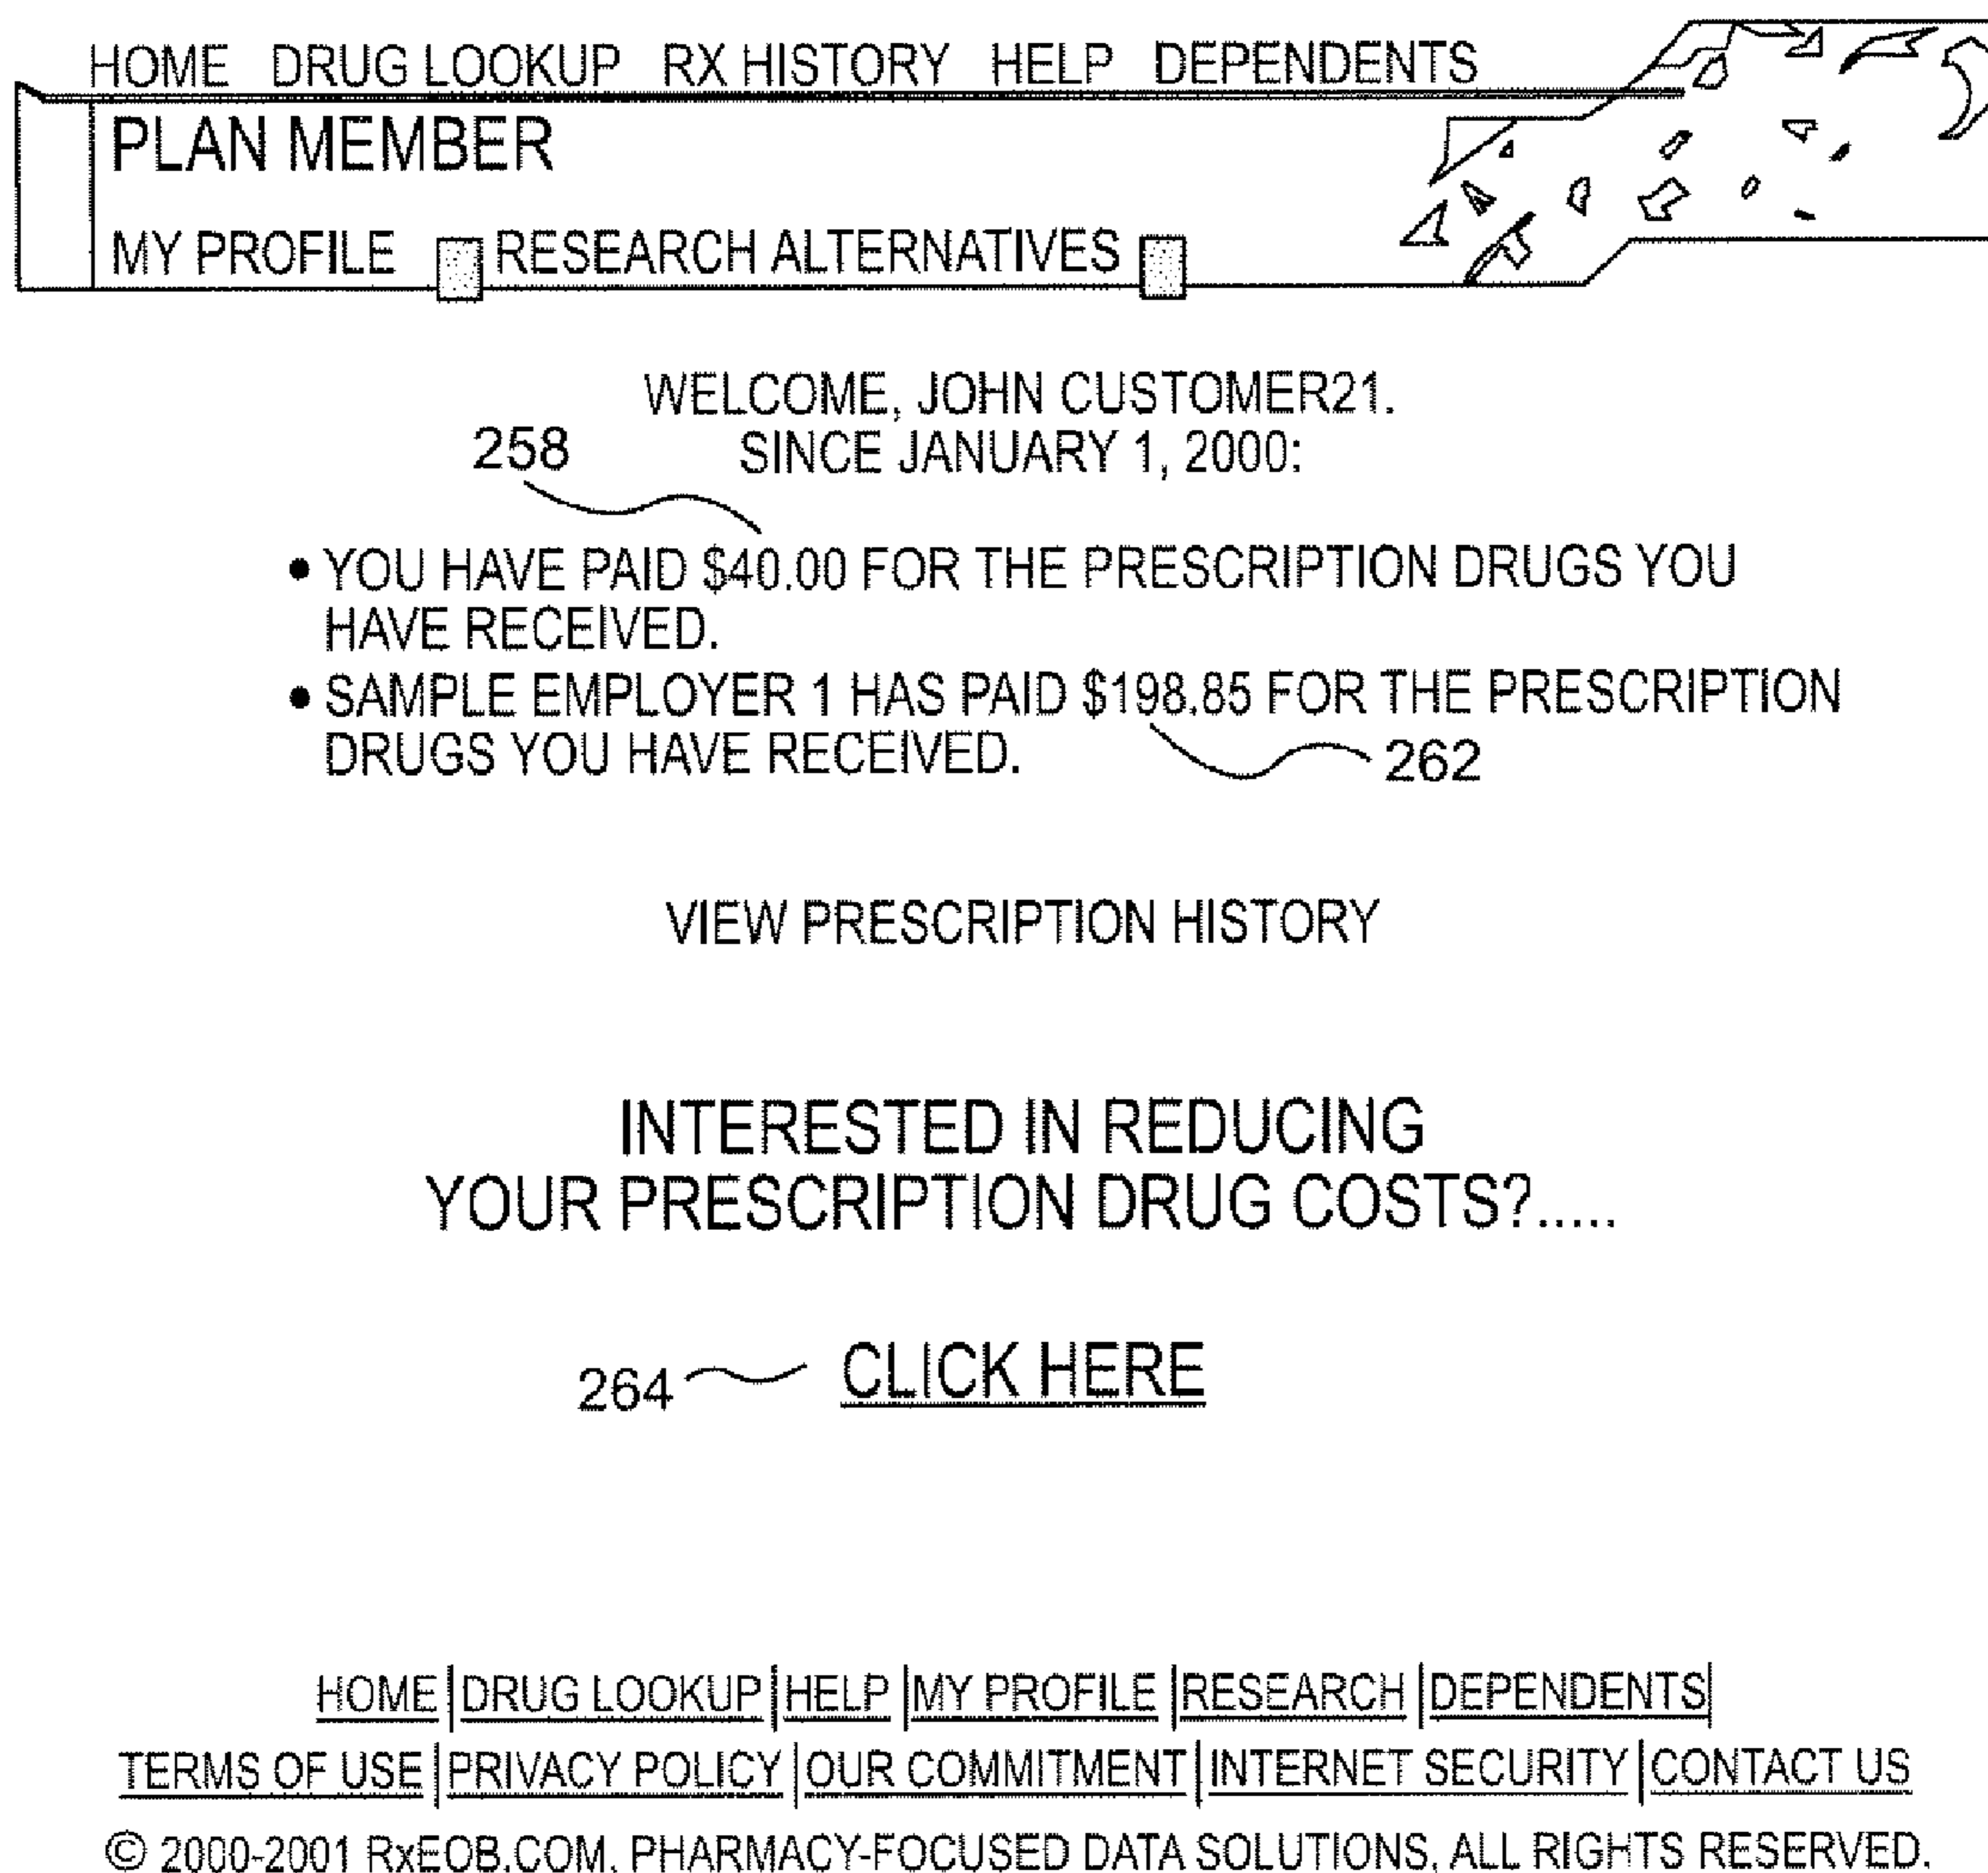 HOME DRUG LOOKUP RX HISTORY HELP DEPENDENTS
PLAN MEMBER
MY PROFILE RESEARCH ALTERNATIVES
WELCOME, JOHN CUSTOMER21.
258 SINCE JANUARY 1, 2000:
• YOU HAVE PAID $40.00 FOR THE PRESCRIPTION DRUGS YOU
HAVE RECEIVED.
• SAMPLE EMPLOYER 1 HAS PAID $198.85 FOR THE PRESCRIPTION
DRUGS YOU HAVE RECEIVED. 262
VIEW PRESCRIPTION HISTORY
INTERESTED IN REDUCING
YOUR PRESCRIPTION DRUG COSTS?.....
264 CLICK HERE
HOME|DRUG LOOKUP|HELP|MY PROFILE|RESEARCH|DEPENDENTS|
TERMS OF USE|PRIVACY POLICY|OUR COMMITMENT|INTERNET SECURITY|CONTACT US
© 2000-2001 RxEOB.COM, PHARMACY-FOCUSED DATA SOLUTIONS, ALL RIGHTS RESERVED.